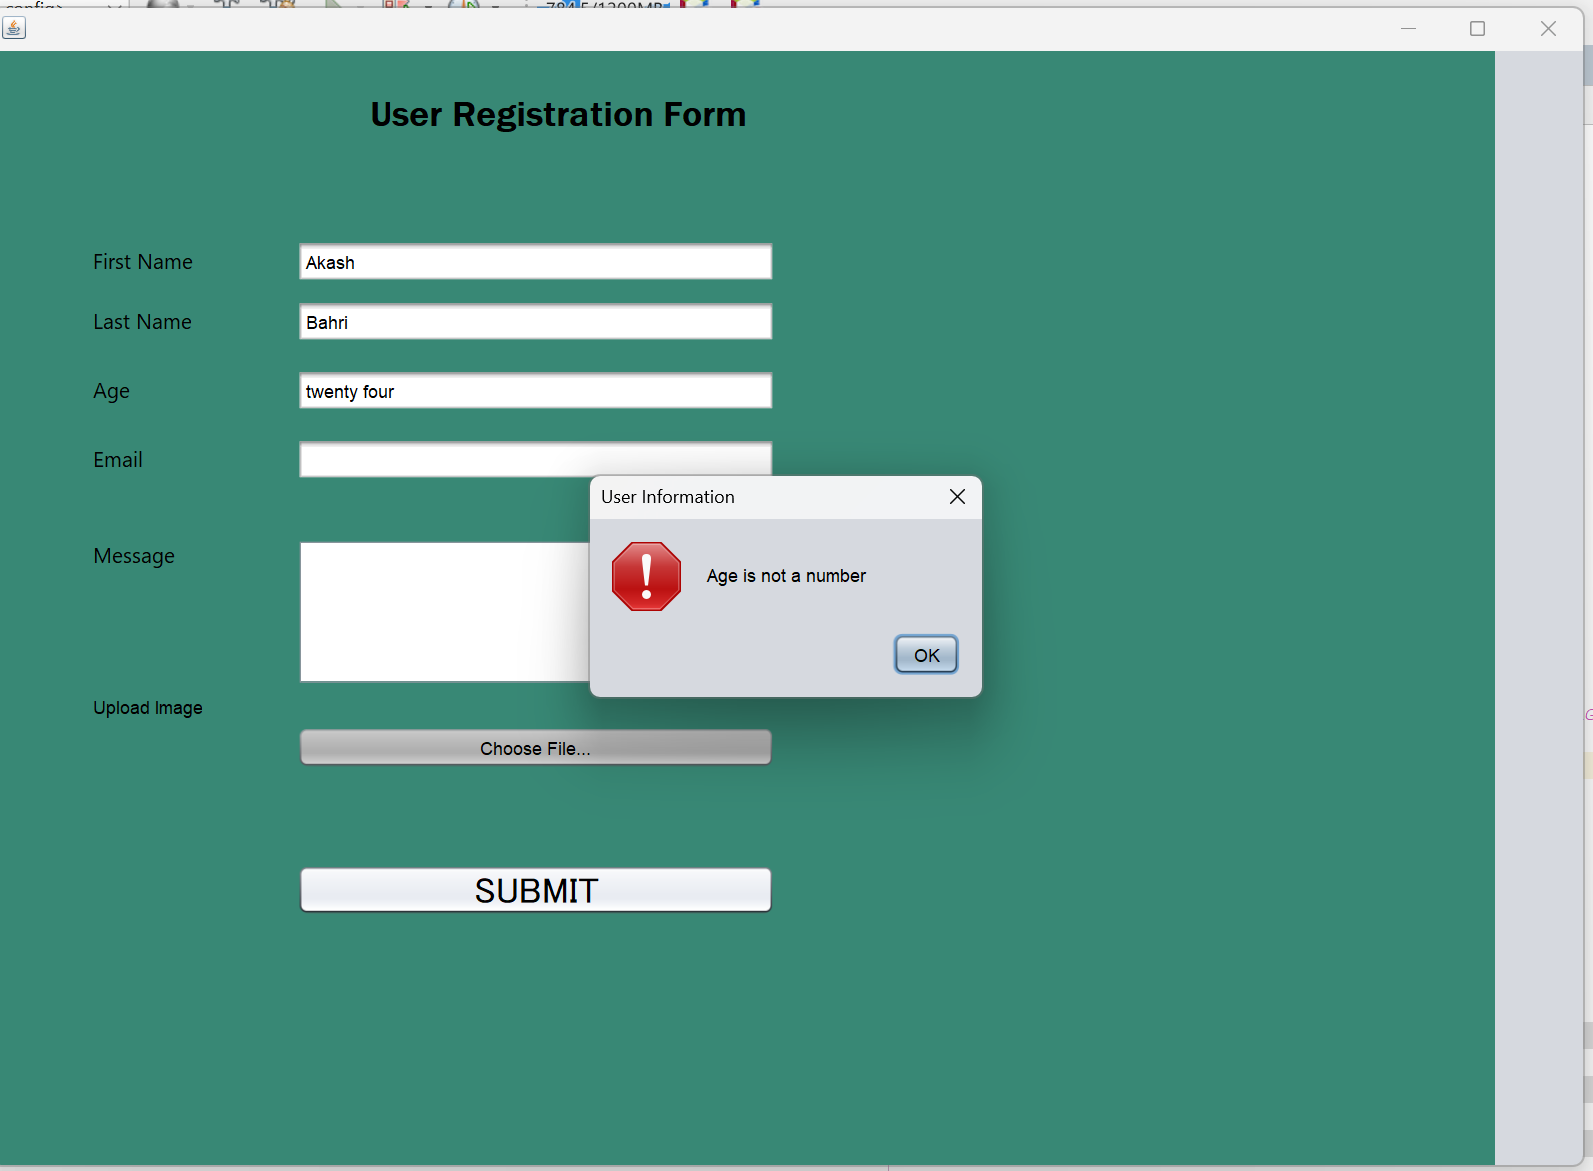 User Registration Form
First Name
Akash
Last Name
Bahri
Age
twenty four
Email
User Information
Age is not a number
OK
Message
Upload Image
Choose File...
SUBMIT